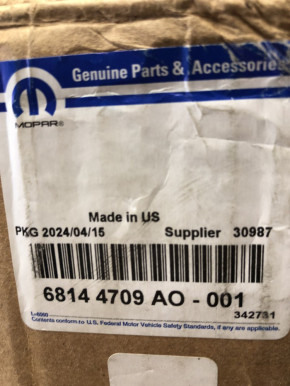 Genuine Parts & Accessories
MOPAR®
Made in US
PKG 2024/04/15 Supplier 30987
6814 4709 AO - 001
L-6000 342731
Contents conform to U.S. Federal Motor Vehicle Safety Standards, if any are applicable.